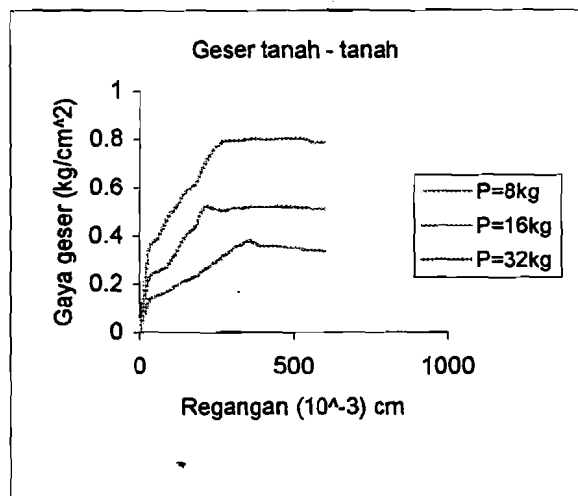 Geser tanah - tanah
Gaya geser (kg/cm^2)
1
0.8
0.6
0.4
0.2
0
0
500
1000
Regangan (10^-3) cm
P=8kg
P=16kg
P=32kg